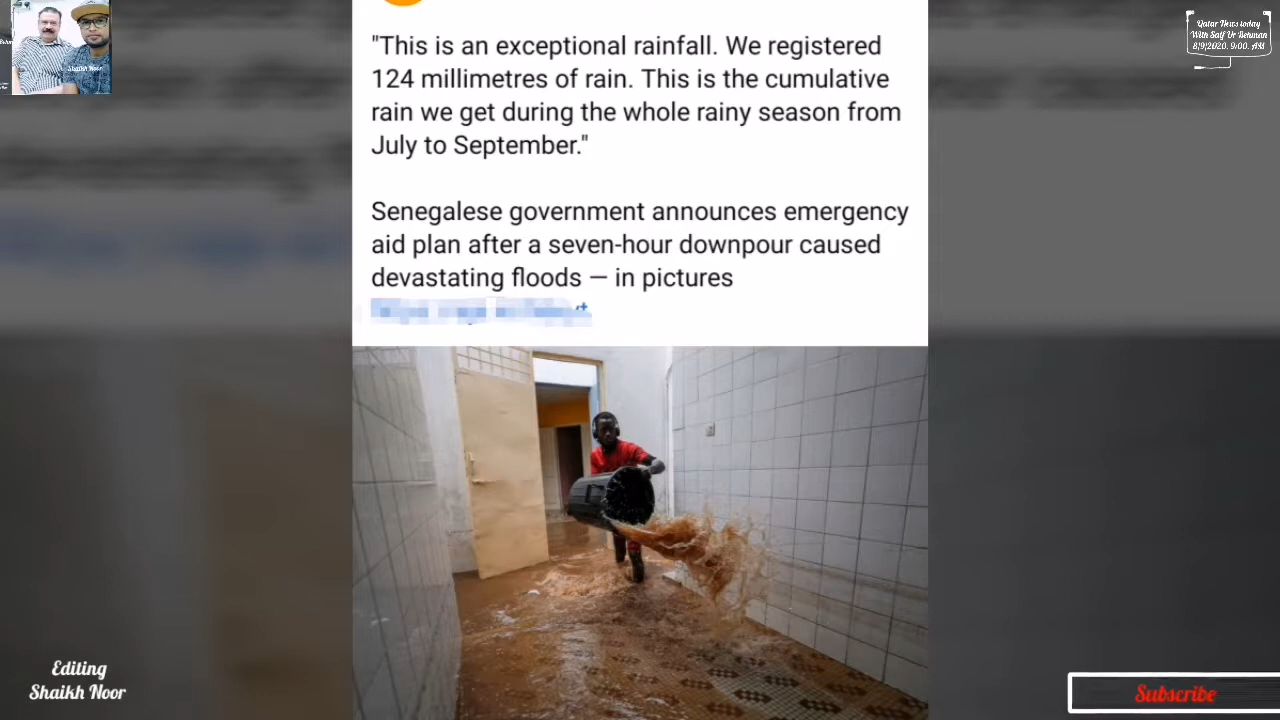 Shaikh Noor
Qatar News today
With Saif Ur Rehman
8/9/2020. 9:00. AM
"This is an exceptional rainfall. We registered
124 millimetres of rain. This is the cumulative
rain we get during the whole rainy season from
July to September."
Senegalese government announces emergency
aid plan after a seven-hour downpour caused
devastating floods — in pictures
Editing
Shaikh Noor
Subscribe